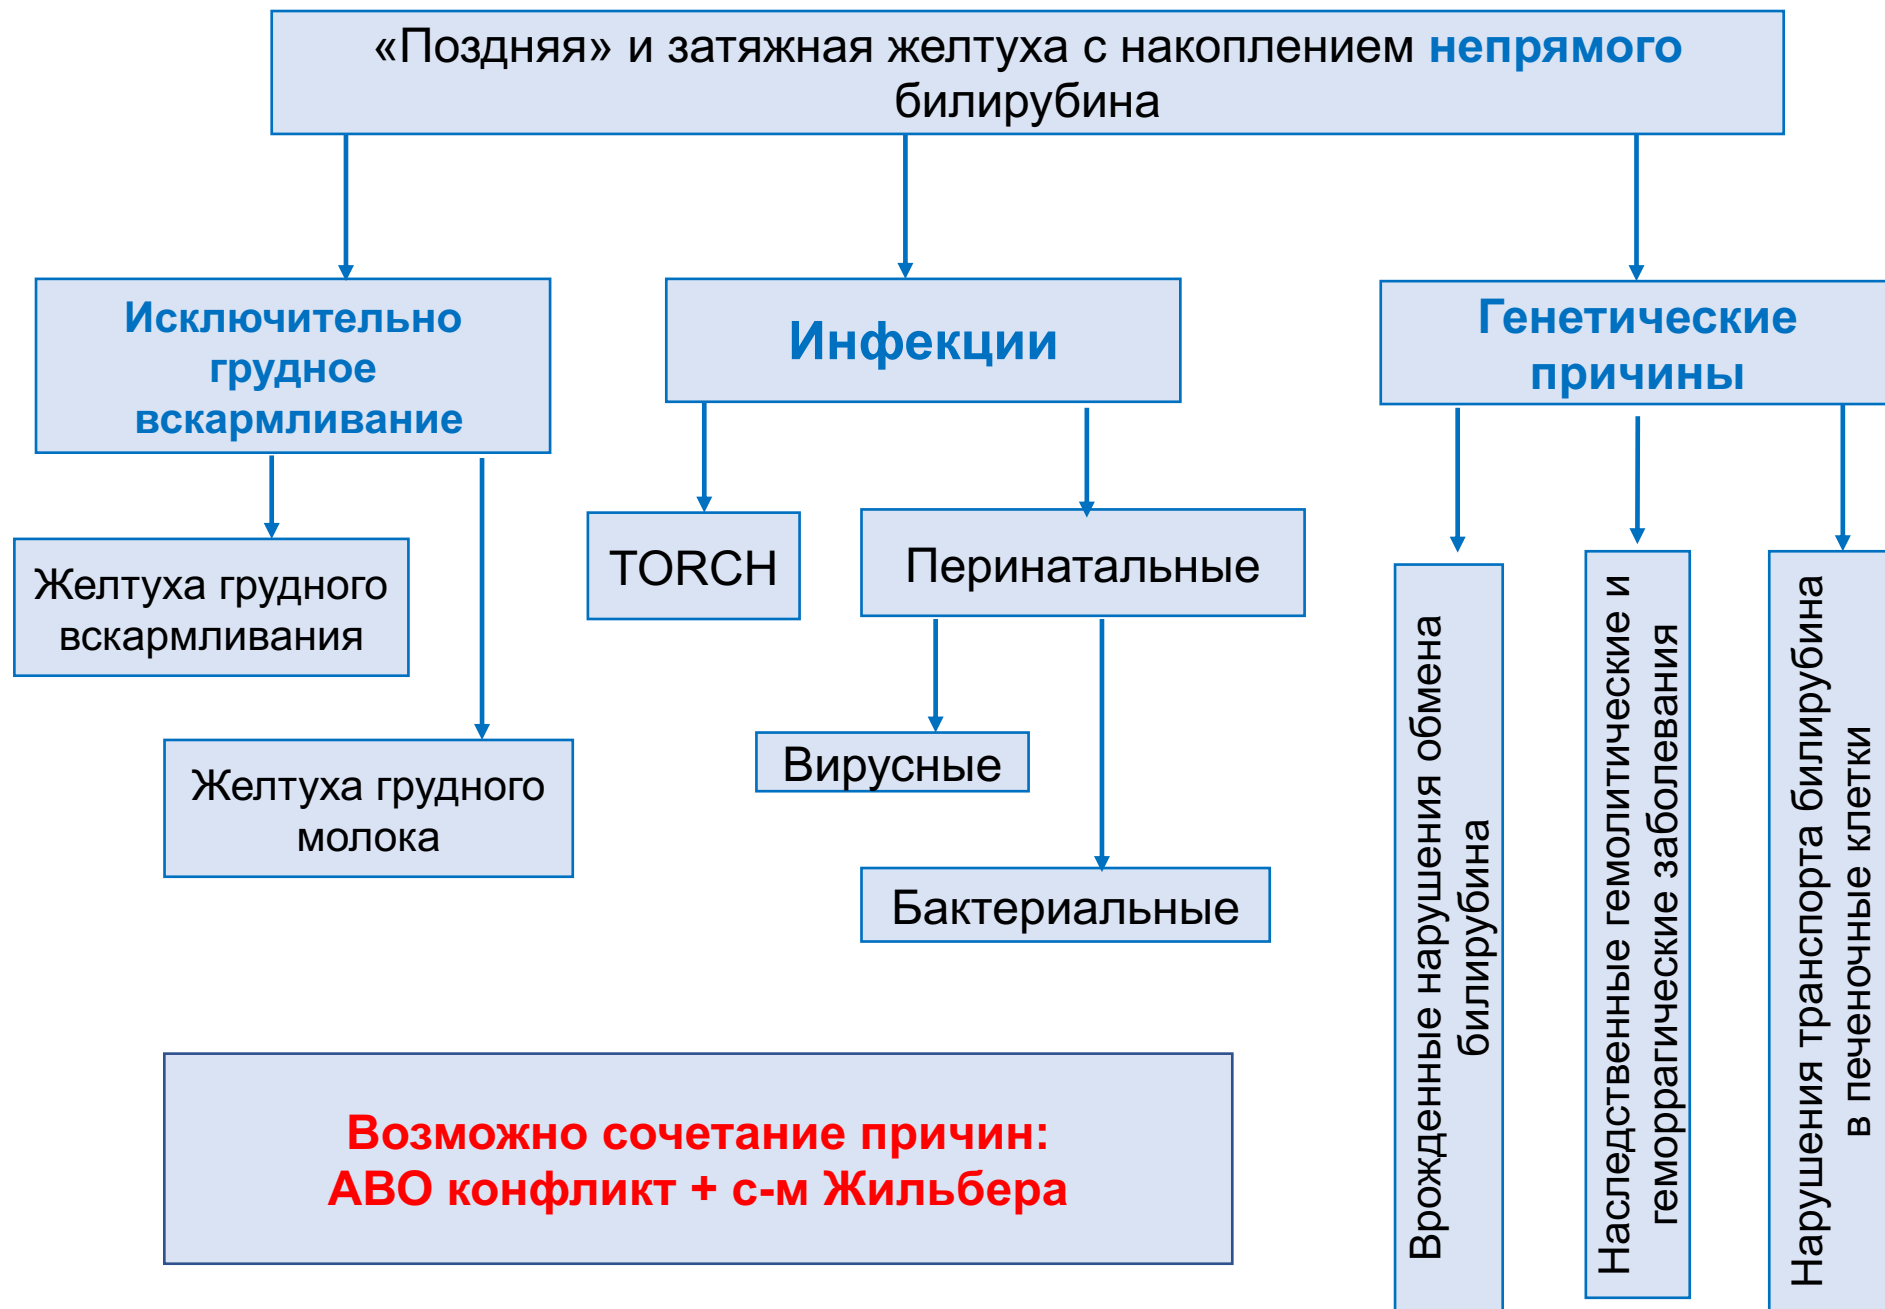 «Поздняя» и затяжная желтуха с накоплением непрямого
билирубина
Исключительно
грудное
вскармливание
Инфекции
Генетические
причины
Желтуха грудного
вскармливания
Желтуха грудного
молока
TORCH
Перинатальные
Вирусные
Бактериальные
Врожденные нарушения обмена
билирубина
Наследственные гемолитические и
геморрагические заболевания
Нарушения транспорта билирубина
в печеночные клетки
Возможно сочетание причин:
АВО конфликт + с-м Жильбера